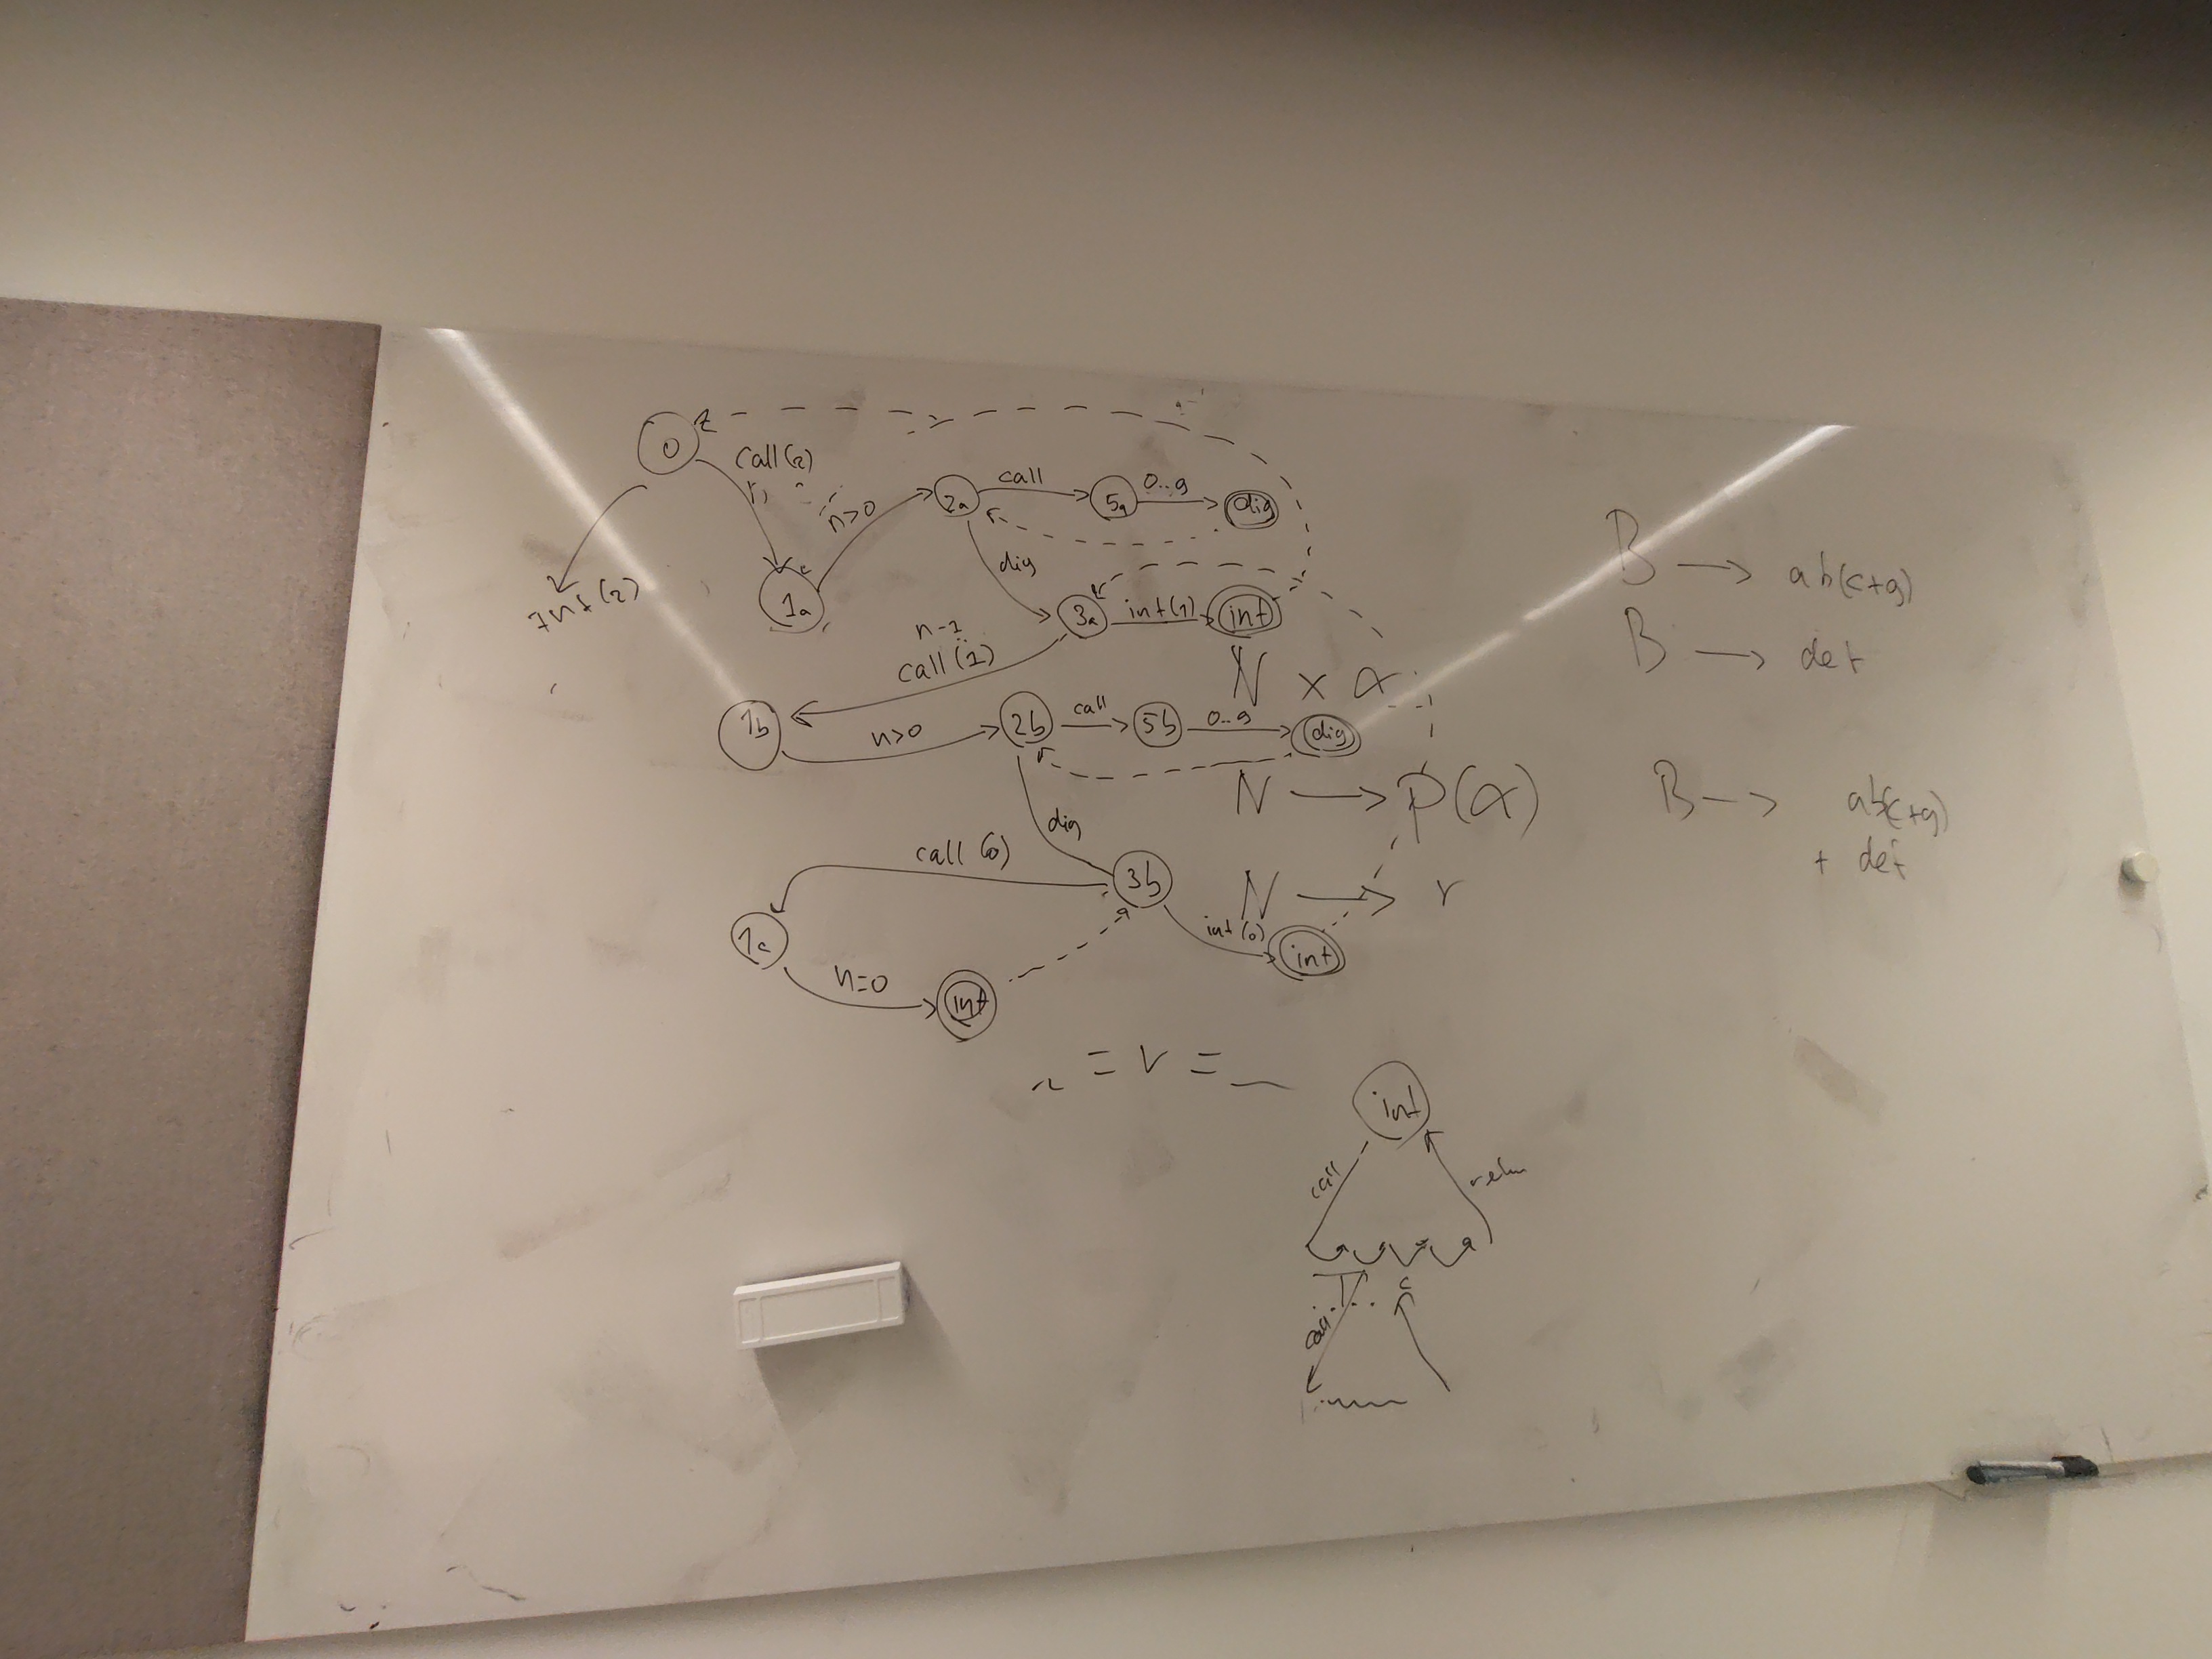 0
call(2)
int(2)
n>0
2a
call
5a
0..9
dig
1a
dig
3a
int(1)
int
n-1
call(1)
N × α
1b
n>0
2b
call
5b
0..9
dig
N → P(α)
dig
call(0)
3b
N → r
int(0)
int
1c
n=0
int
= v =
int
call
call
B → ab(c+g)
B → def
B → ab(c+g)
+ def